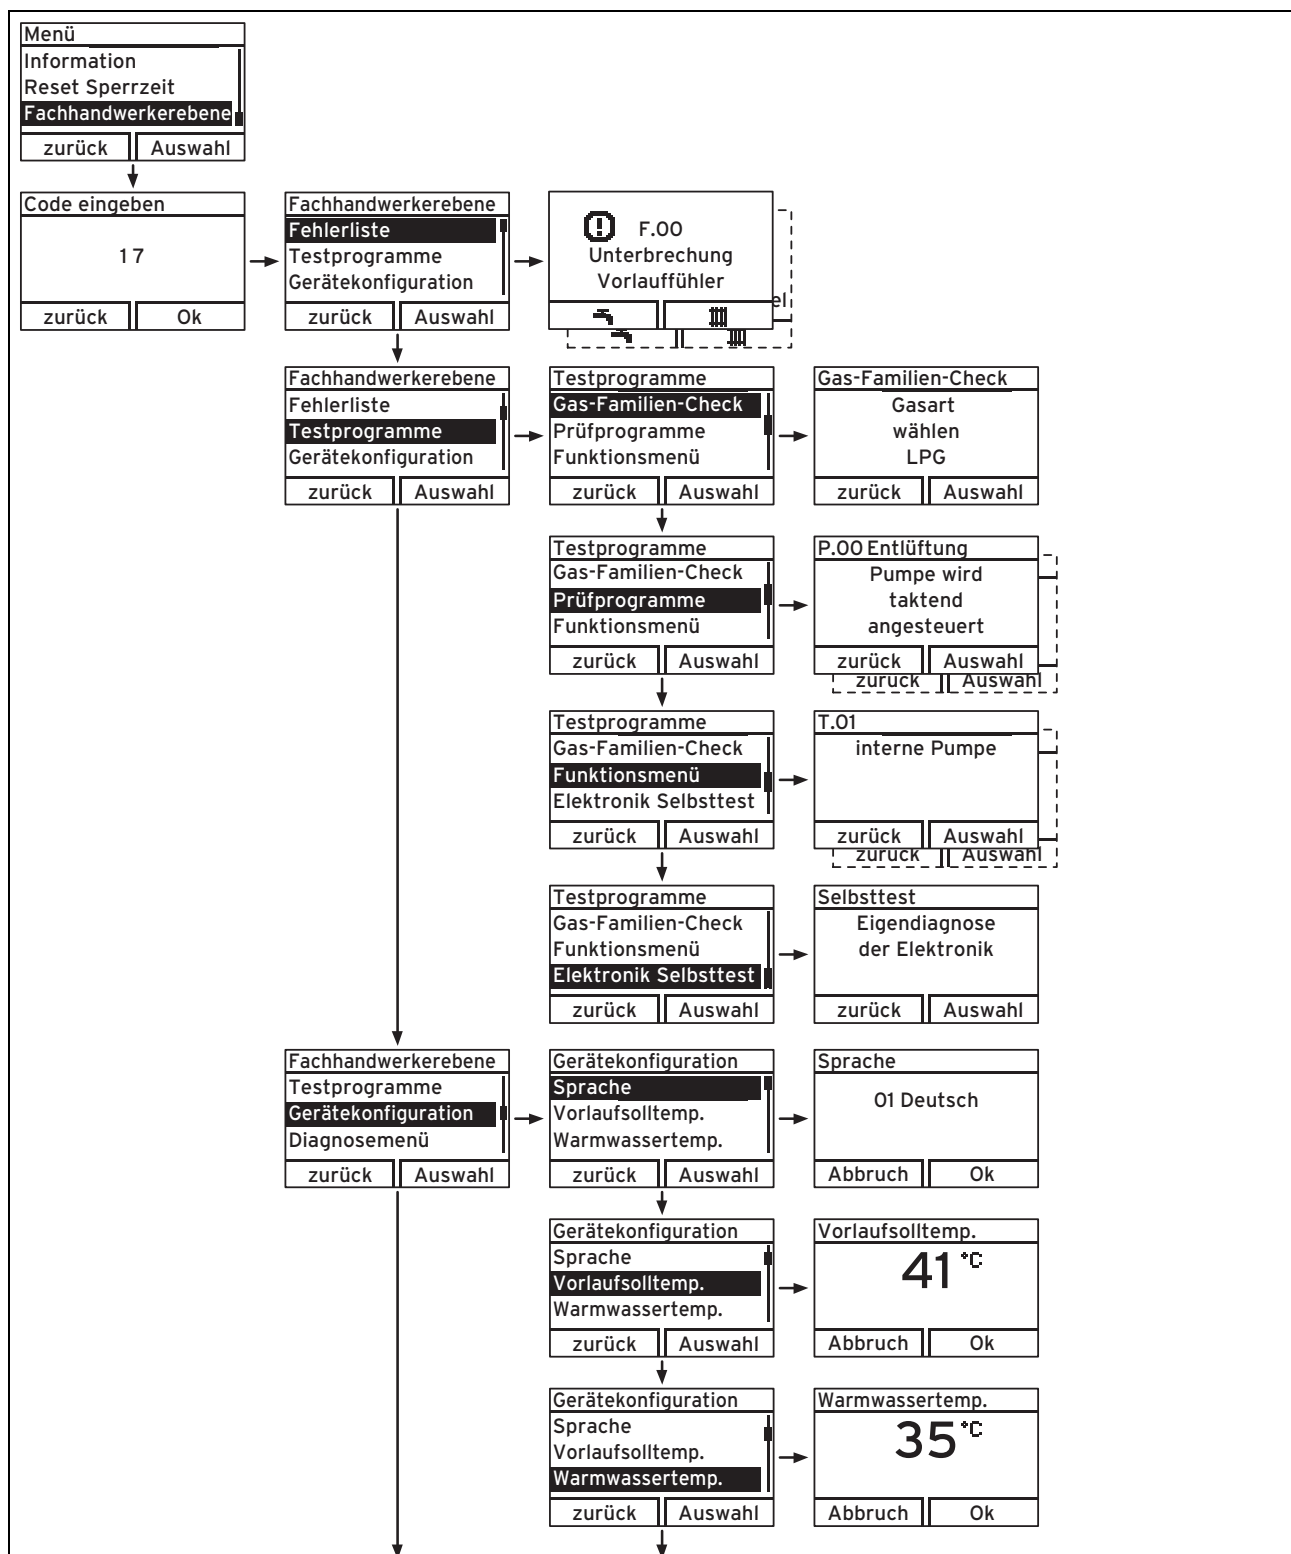 Menü
Information
Reset Sperrzeit
Fachhandwerkerebene
zurück Auswahl
Code eingeben
17
zurück Ok
Fachhandwerkerebene
Fehlerliste
Testprogramme
Gerätekonfiguration
zurück Auswahl
F.00
Unterbrechung
Vorlauffühler
el
Fachhandwerkerebene
Fehlerliste
Testprogramme
Gerätekonfiguration
zurück Auswahl
Testprogramme
Gas-Familien-Check
Prüfprogramme
Funktionsmenü
zurück Auswahl
Gas-Familien-Check
Gasart
wählen
LPG
zurück Auswahl
Testprogramme
Gas-Familien-Check
Prüfprogramme
Funktionsmenü
zurück Auswahl
P.00 Entlüftung
Pumpe wird
taktend
angesteuert
zurück Auswahl
zurück Auswahl
Testprogramme
Gas-Familien-Check
Funktionsmenü
Elektronik Selbsttest
zurück Auswahl
T.01
interne Pumpe
zurück Auswahl
zurück Auswahl
Testprogramme
Gas-Familien-Check
Funktionsmenü
Elektronik Selbsttest
zurück Auswahl
Selbsttest
Eigendiagnose
der Elektronik
zurück Auswahl
Fachhandwerkerebene
Testprogramme
Gerätekonfiguration
Diagnosemenü
zurück Auswahl
Gerätekonfiguration
Sprache
Vorlaufsolltemp.
Warmwassertemp.
zurück Auswahl
Sprache
01 Deutsch
Abbruch Ok
Gerätekonfiguration
Sprache
Vorlaufsolltemp.
Warmwassertemp.
zurück Auswahl
Vorlaufsolltemp.
41 °C
Abbruch Ok
Gerätekonfiguration
Sprache
Vorlaufsolltemp.
Warmwassertemp.
zurück Auswahl
Warmwassertemp.
35 °C
Abbruch Ok